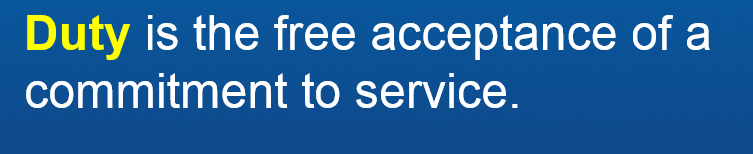 Duty is the free acceptance of a
commitment to service.